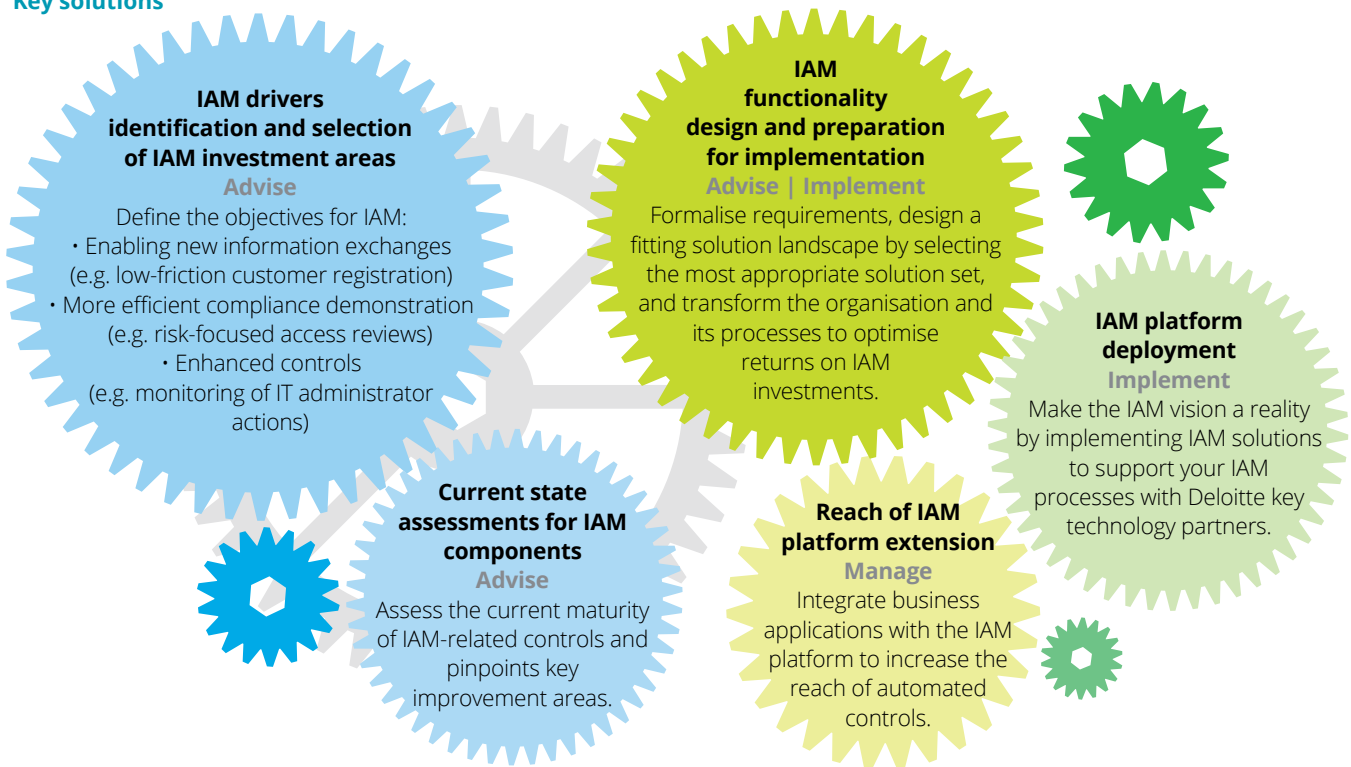 Key solutions
IAM drivers
identification and selection
of IAM investment areas
Advise
Define the objectives for IAM:
• Enabling new information exchanges
(e.g. low-friction customer registration)
• More efficient compliance demonstration
(e.g. risk-focused access reviews)
• Enhanced controls
(e.g. monitoring of IT administrator
actions)
Current state
assessments for IAM
components
Advise
Assess the current maturity
of IAM-related controls and
pinpoints key
improvement areas.
IAM
functionality
design and preparation
for implementation
Advise | Implement
Formalise requirements, design a
fitting solution landscape by selecting
the most appropriate solution set,
and transform the organisation and
its processes to optimise
returns on IAM
investments.
Reach of IAM
platform extension
Manage
Integrate business
applications with the IAM
platform to increase the
reach of automated
controls.
IAM platform
deployment
Implement
Make the IAM vision a reality
by implementing IAM solutions
to support your IAM
processes with Deloitte key
technology partners.